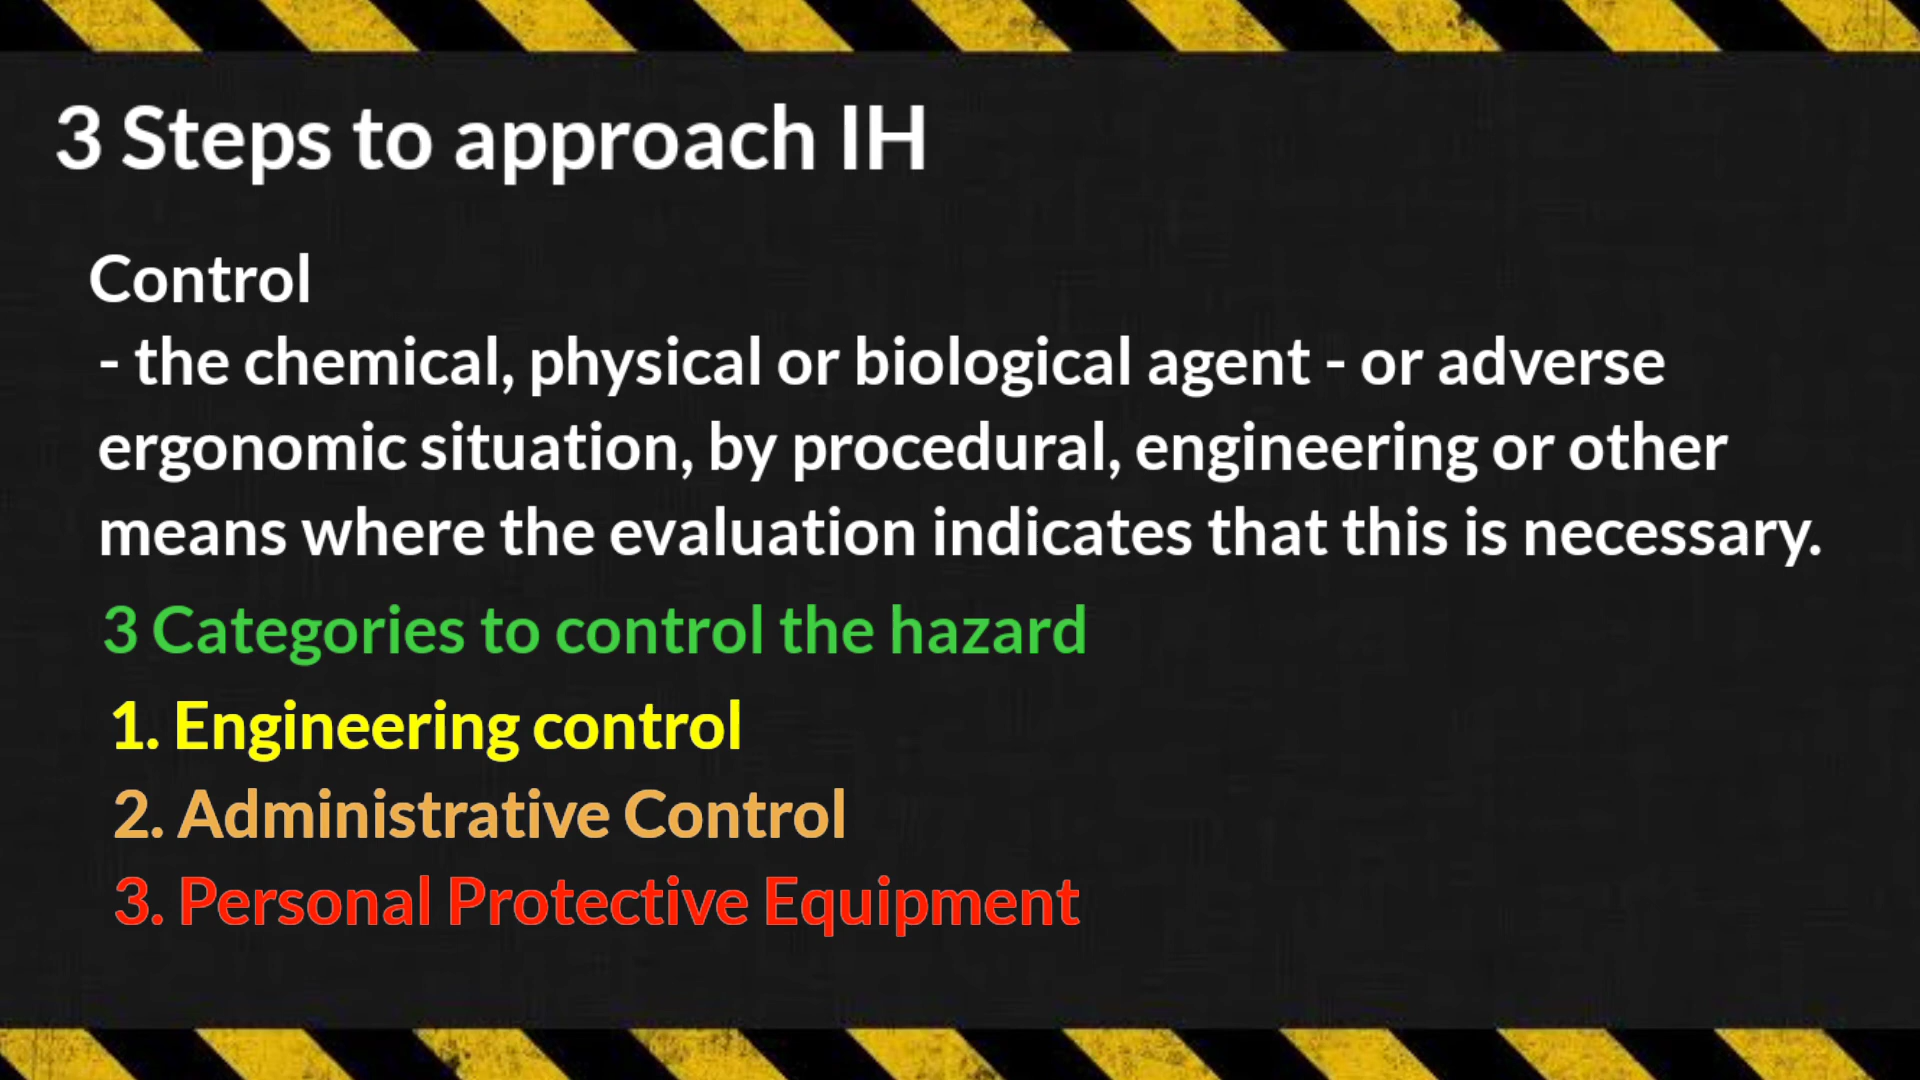 3 Steps to approach IH
Control
- the chemical, physical or biological agent - or adverse
ergonomic situation, by procedural, engineering or other
means where the evaluation indicates that this is necessary.
3 Categories to control the hazard
1. Engineering control
2. Administrative Control
3. Personal Protective Equipment